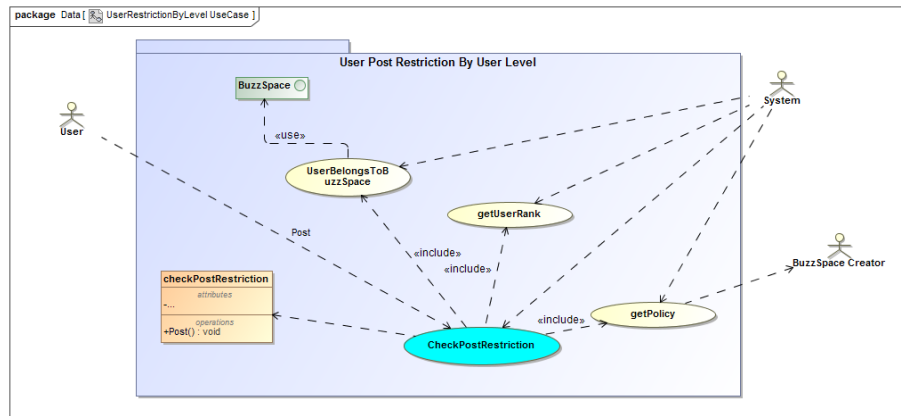 package Data[ UserRestrictionByLevel UseCase ]
User Post Restriction By User Level
BuzzSpace
System
User
«use»
UserBelongsToB
uzzSpace
getUserRank
Post
«include»
«include»
BuzzSpace Creator
checkPostRestriction
attributes
-...
operations
+Post() : void
«include»
getPolicy
CheckPostRestriction